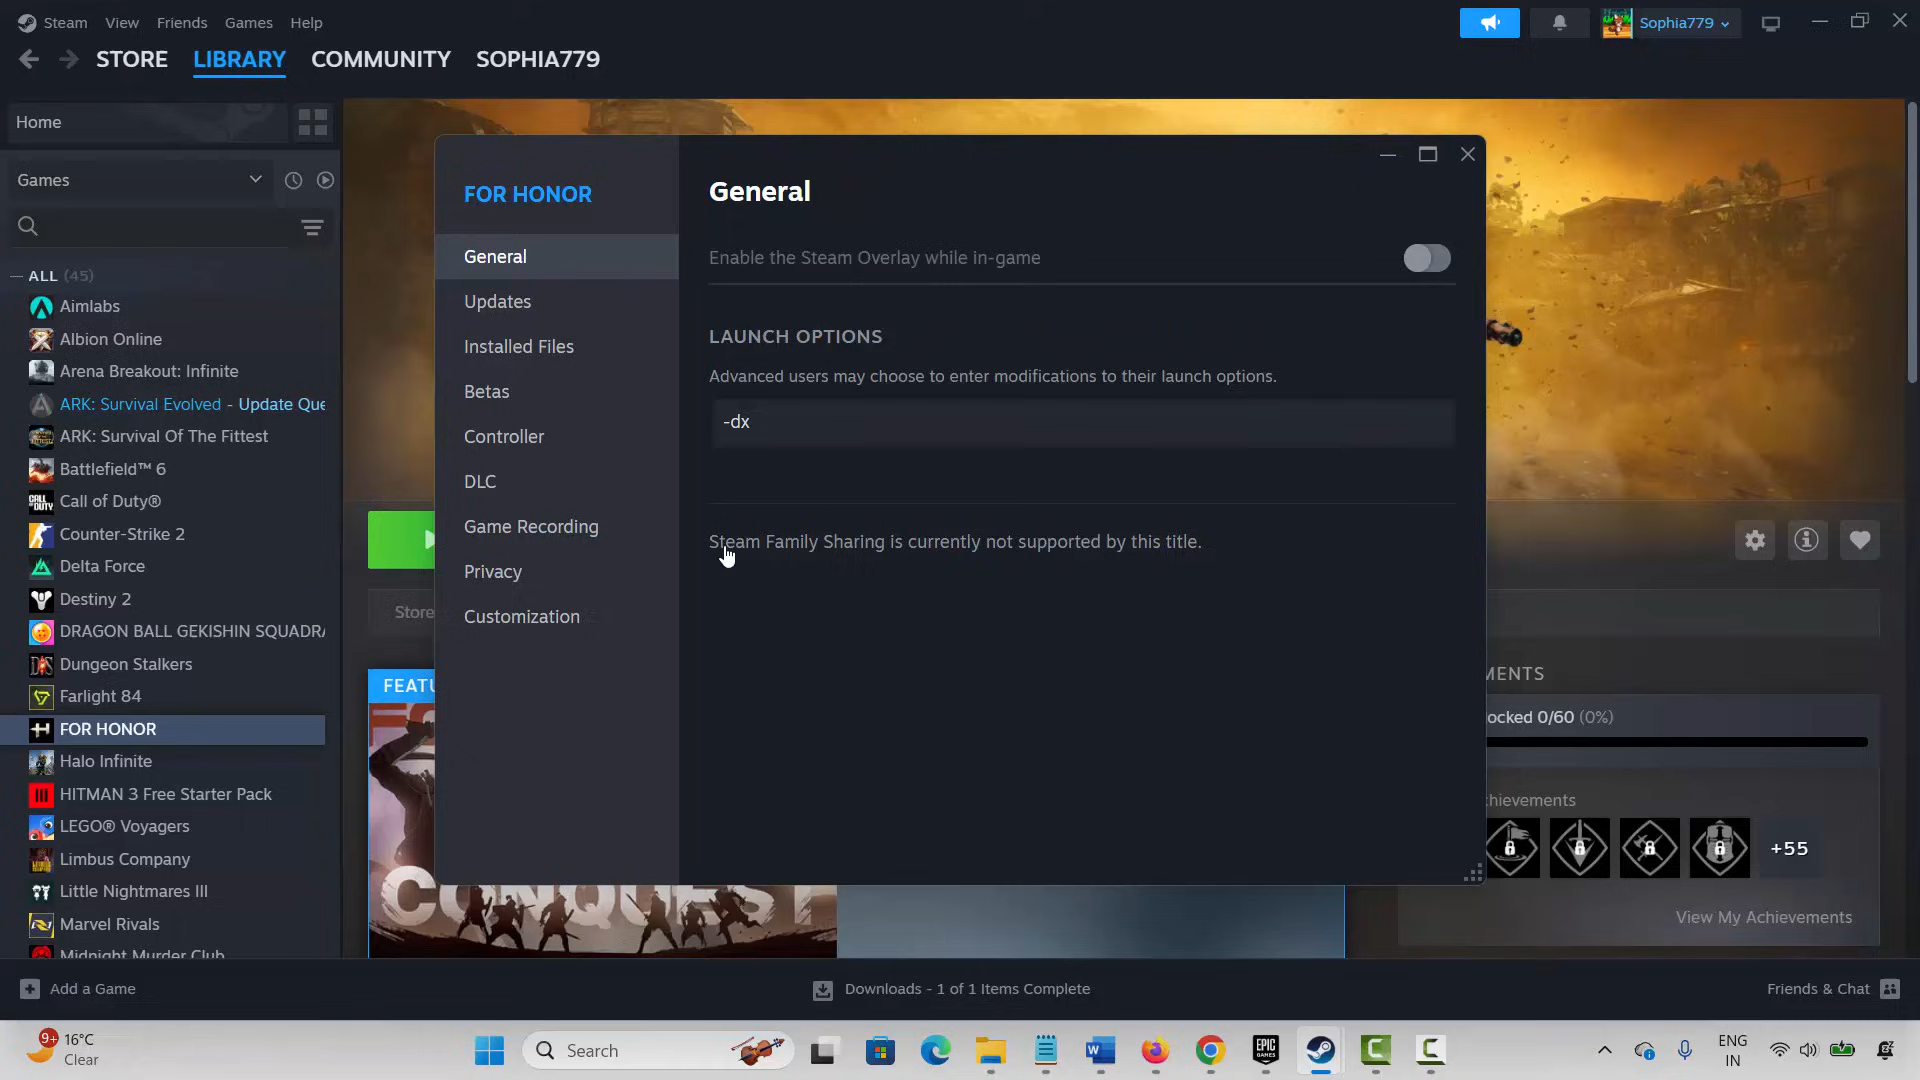 Steam View Friends Games Help
Sophia779
STORE LIBRARY COMMUNITY SOPHIA779
Home
Games
ALL (45)
Aimlabs
Albion Online
Arena Breakout: Infinite
ARK: Survival Evolved - Update Que
ARK: Survival Of The Fittest
Battlefield™ 6
Call of Duty®
Counter-Strike 2
Delta Force
Destiny 2
DRAGON BALL GEKISHIN SQUADRA
Dungeon Stalkers
Farlight 84
FOR HONOR
Halo Infinite
HITMAN 3 Free Starter Pack
LEGO® Voyagers
Limbus Company
Little Nightmares III
Marvel Rivals
Midnight Murder Club
FOR HONOR
General
Updates
Installed Files
Betas
Controller
DLC
Game Recording
Privacy
Customization
General
Enable the Steam Overlay while in-game
LAUNCH OPTIONS
Advanced users may choose to enter modifications to their launch options.
-dx
Steam Family Sharing is currently not supported by this title.
Store
FEATU
CONQUEST
MENTS
ocked 0/60 (0%)
chievements
+55
View My Achievements
Add a Game
Downloads - 1 of 1 Items Complete
Friends & Chat
9+
16°C
Clear
Search
EPIC
GAMES
ENG
IN